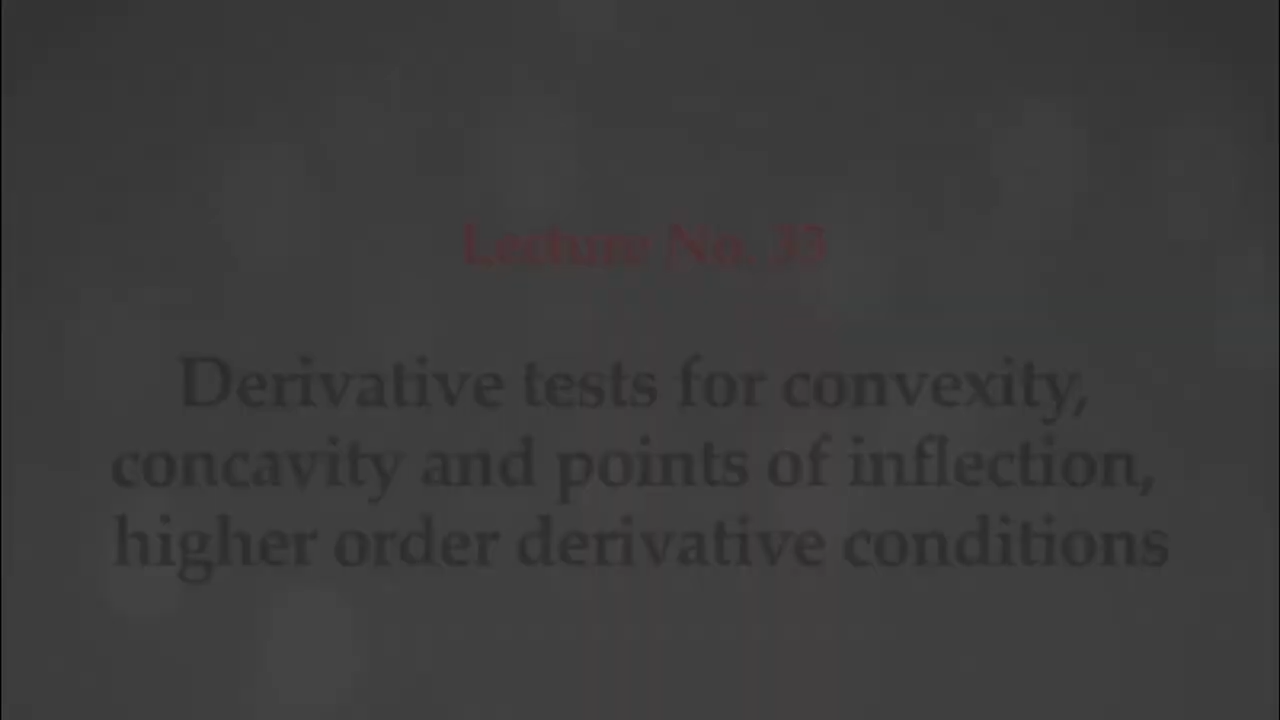 Lecture No. 33
Derivative tests for convexity,
concavity and points of inflection,
higher order derivative conditions